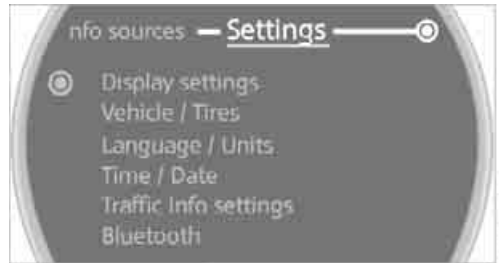 nfo sources Settings
Display settings
Vehicle / Tires
Language / Units
Time / Date
Traffic Info settings
Bluetooth